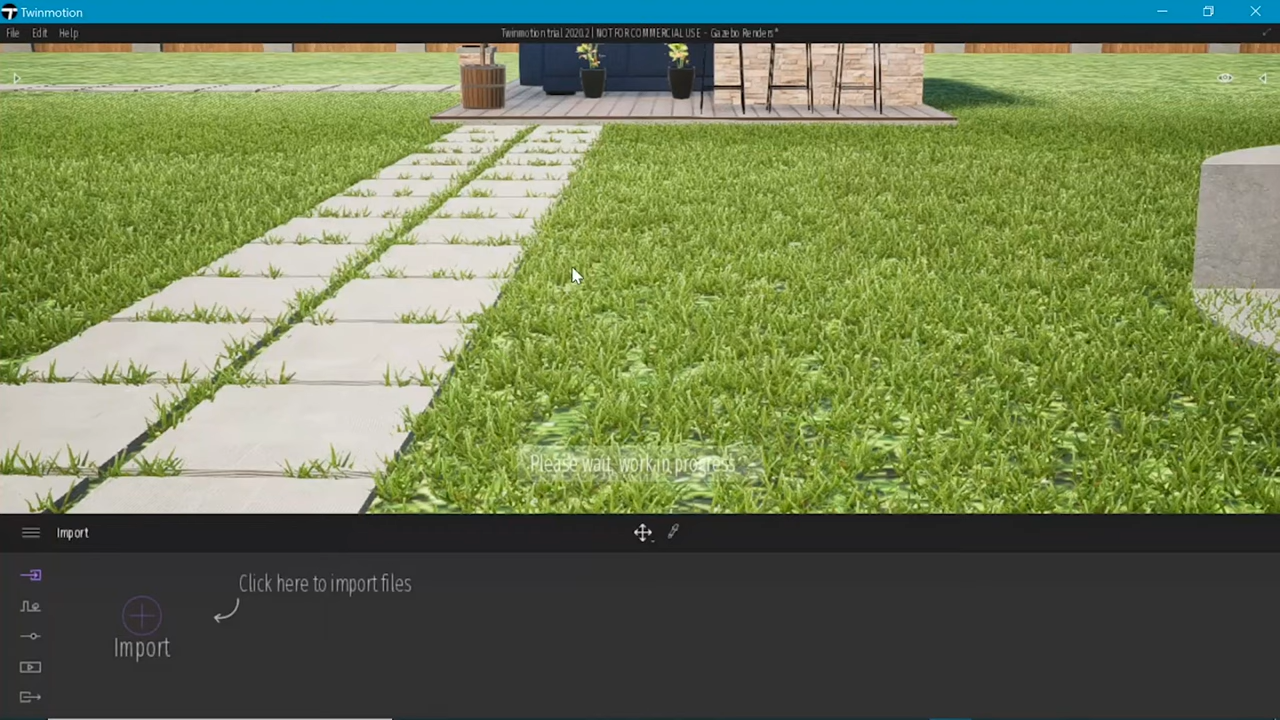 Twinmotion
File Edit Help
Twinmotion trial 2020.2 | NOT FOR COMMERCIAL USE - Gazebo Renders*
Please wait, work in progress
Import
Click here to import files
Import